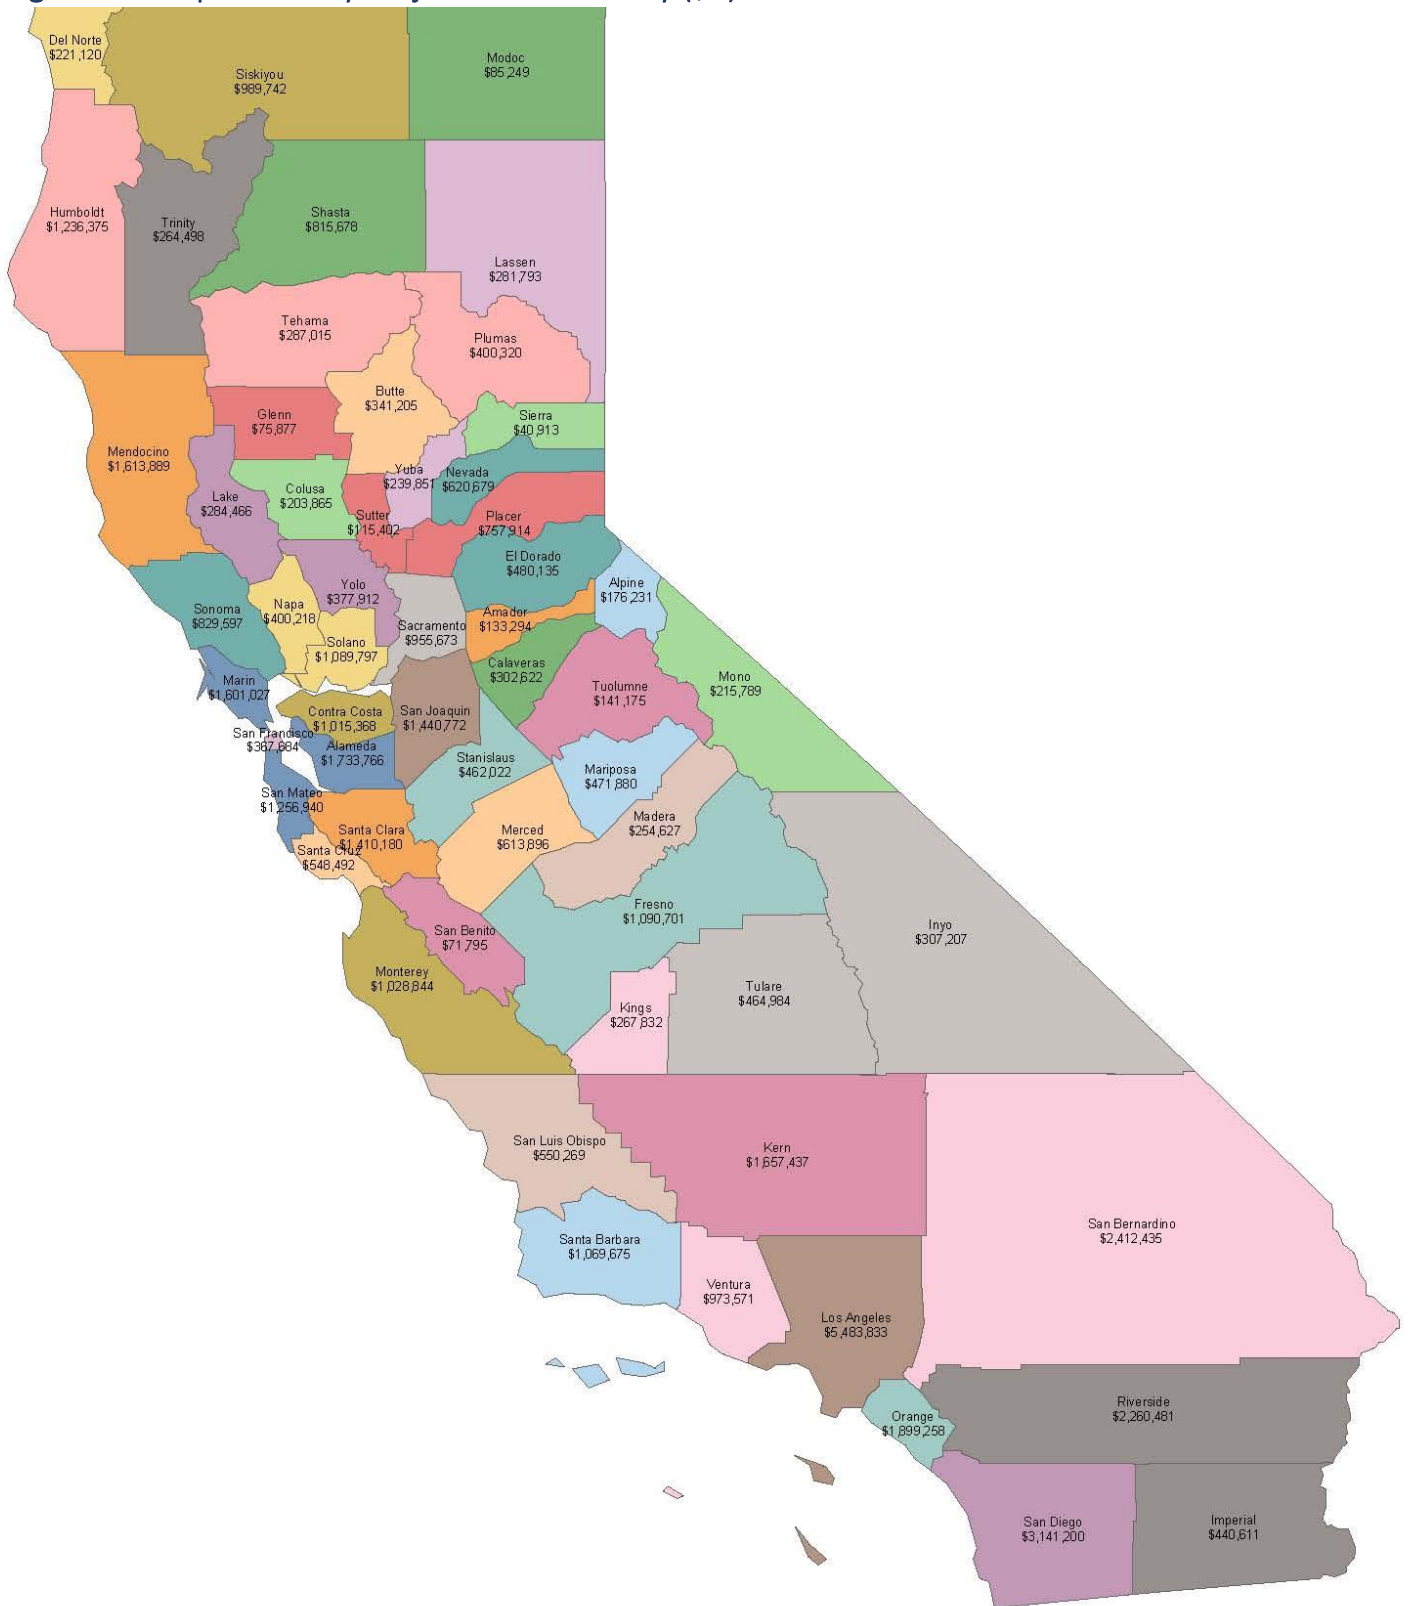 Del Norte
$221,120
Siskiyou
$989,742
Modoc
$85,249
Humboldt
$1,236,375
Trinity
$264,498
Shasta
$815,678
Lassen
$281,793
Tehama
$287,015
Plumas
$400,320
Butte
$341,205
Glenn
$75,877
Sierra
$40,913
Mendocino
$1,613,889
Lake
$284,466
Colusa
$203,865
Yuba
$239,851
Nevada
$620,679
Sutter
$115,402
Placer
$757,914
El Dorado
$480,135
Alpine
$176,231
Sonoma
$829,597
Napa
$400,218
Yolo
$377,912
Sacramento
$955,673
Amador
$133,294
Solano
$1,089,797
Calaveras
$302,622
Marin
$1,601,027
Tuolumne
$141,175
Mono
$215,789
Contra Costa
$1,015,368
San Joaquin
$1,440,772
San Francisco
$367,684
Alameda
$1,733,766
Stanislaus
$462,022
Mariposa
$471,880
San Mateo
$1,256,940
Santa Clara
$1,410,180
Merced
$613,896
Madera
$254,627
Santa Cruz
$548,492
Fresno
$1,090,701
Inyo
$307,207
San Benito
$71,795
Monterey
$1,028,844
Kings
$267,832
Tulare
$464,984
San Luis Obispo
$550,269
Kern
$1,657,437
San Bernardino
$2,412,435
Santa Barbara
$1,069,675
Ventura
$973,571
Los Angeles
$5,483,833
Orange
$1,899,258
Riverside
$2,260,481
San Diego
$3,141,200
Imperial
$440,611